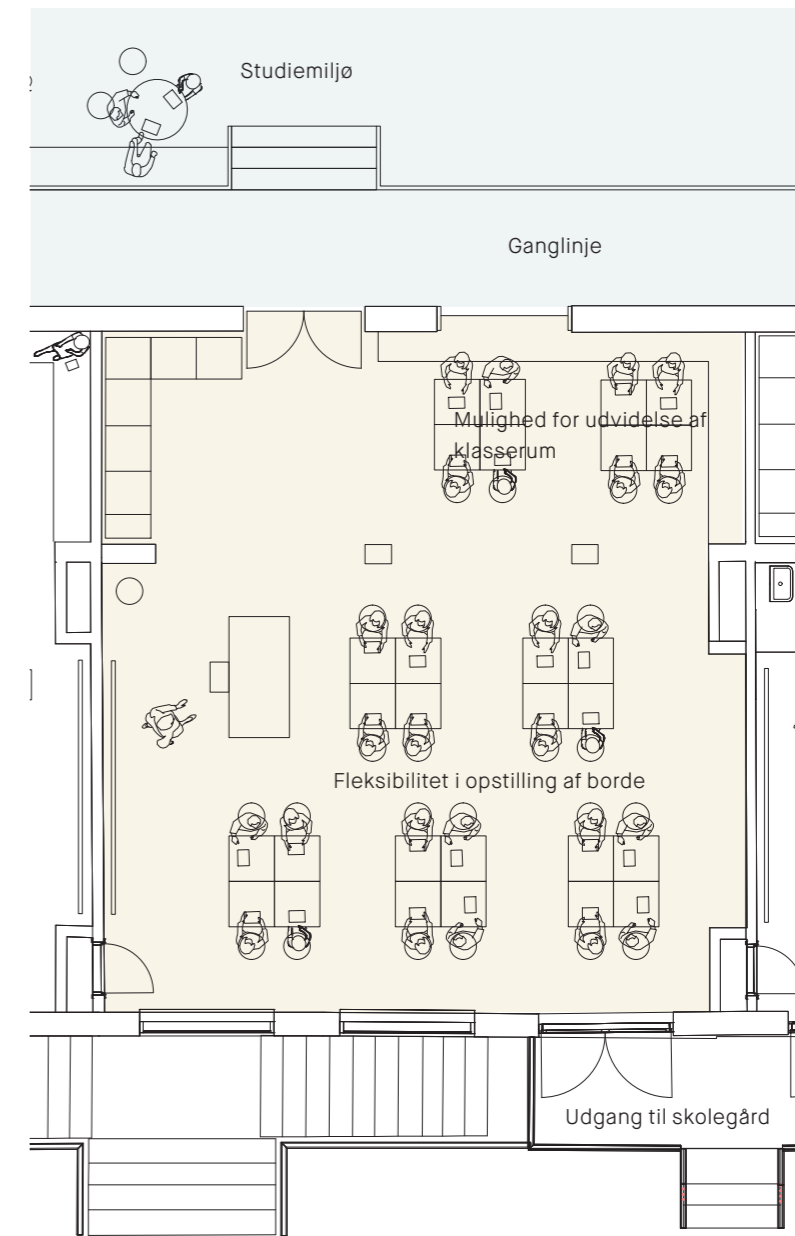 Studiemiljø
Ganglinje
Mulighed for udvidelse af
klasserum
Fleksibilitet i opstilling af borde
Udgang til skolegård